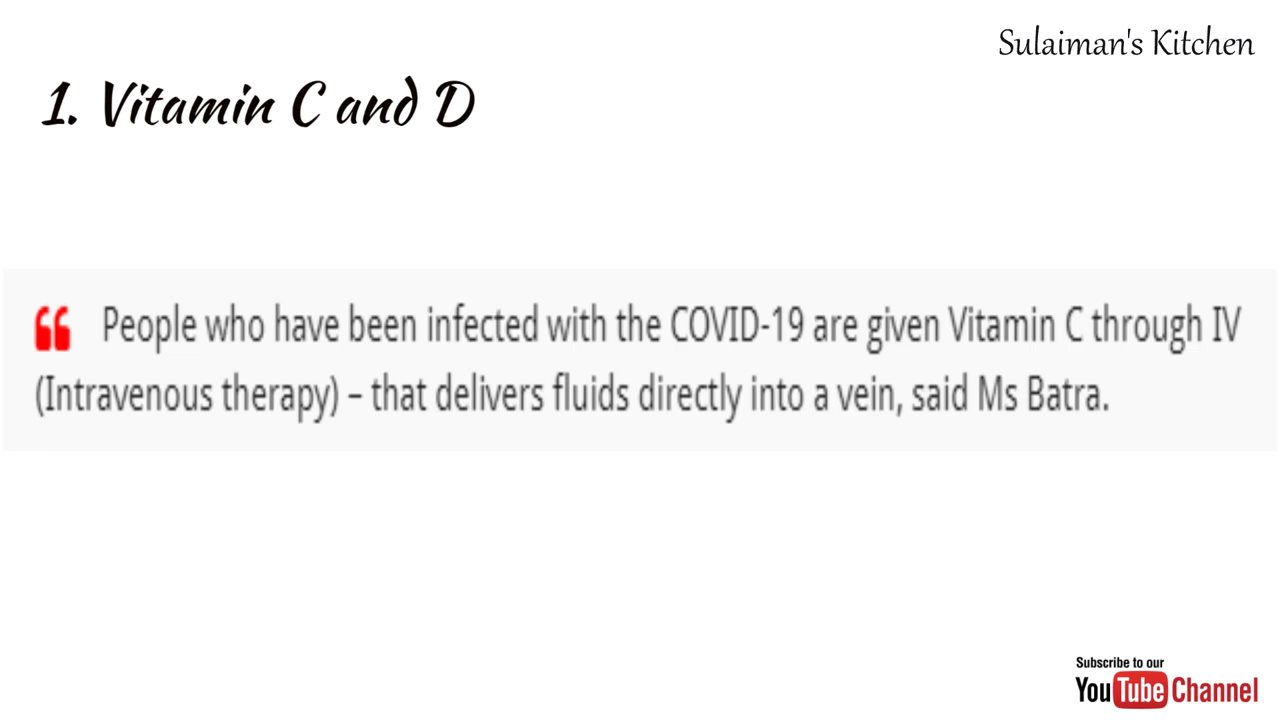 Sulaiman's Kitchen
1. Vitamin C and D
“ People who have been infected with the COVID-19 are given Vitamin C through IV
(Intravenous therapy) – that delivers fluids directly into a vein, said Ms Batra.
Subscribe to our
YouTube Channel